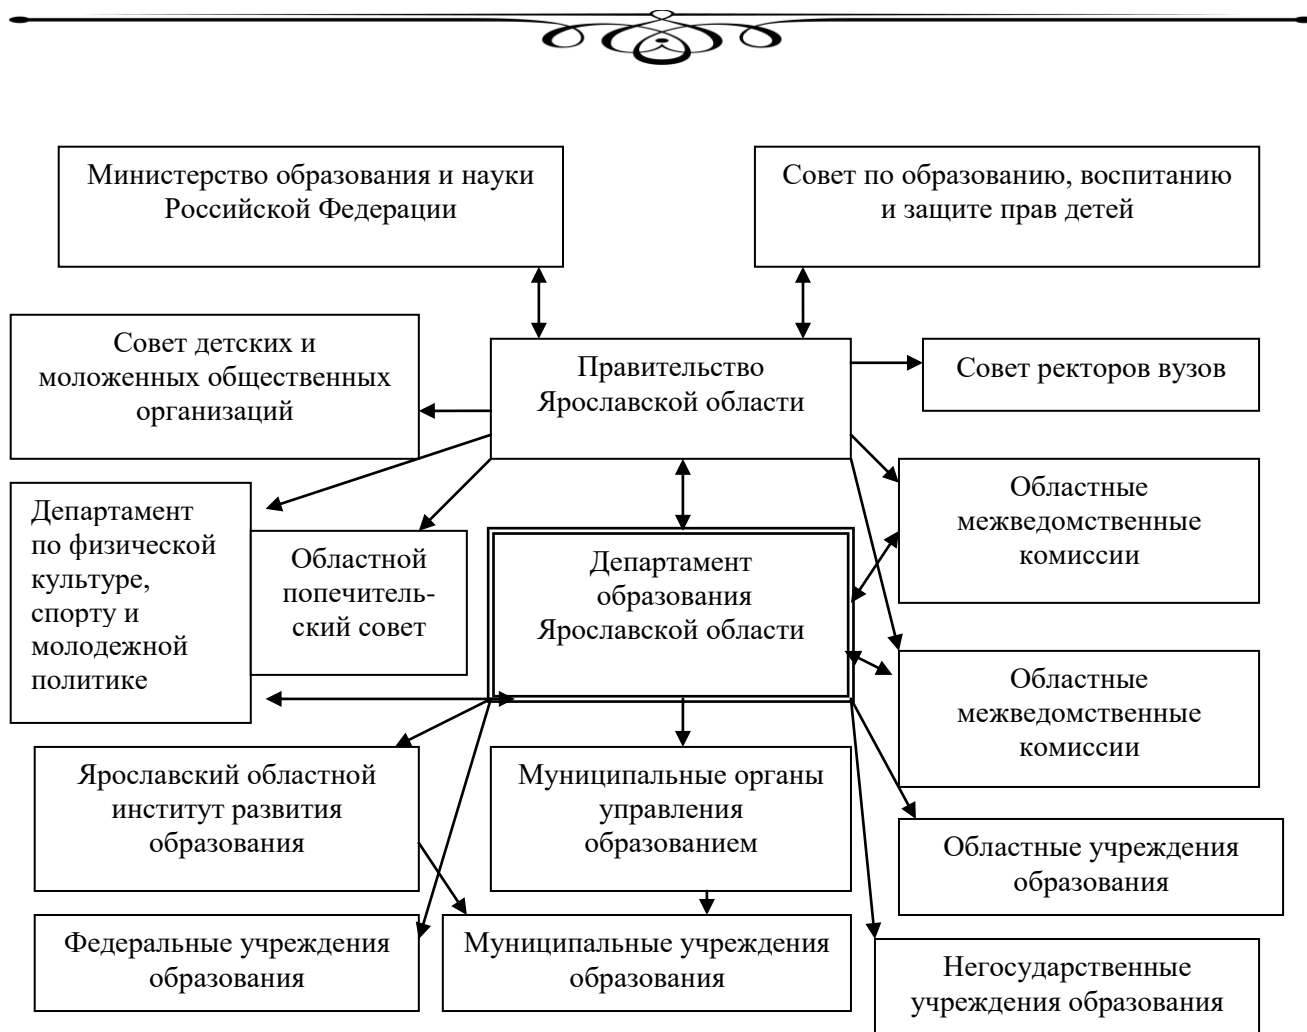 Министерство образования и науки
Российской Федерации
Совет по образованию, воспитанию
и защите прав детей
Совет детских и
моложенных общественных
организаций
Правительство
Ярославской области
Совет ректоров вузов
Департамент
по физической
культуре,
спорту и
молодежной
политике
Областной
попечитель-
ский совет
Департамент
образования
Ярославской области
Областные
межведомственные
комиссии
Областные
межведомственные
комиссии
Ярославский областной
институт развития
образования
Муниципальные органы
управления
образованием
Областные учреждения
образования
Федеральные учреждения
образования
Муниципальные учреждения
образования
Негосударственные
учреждения образования